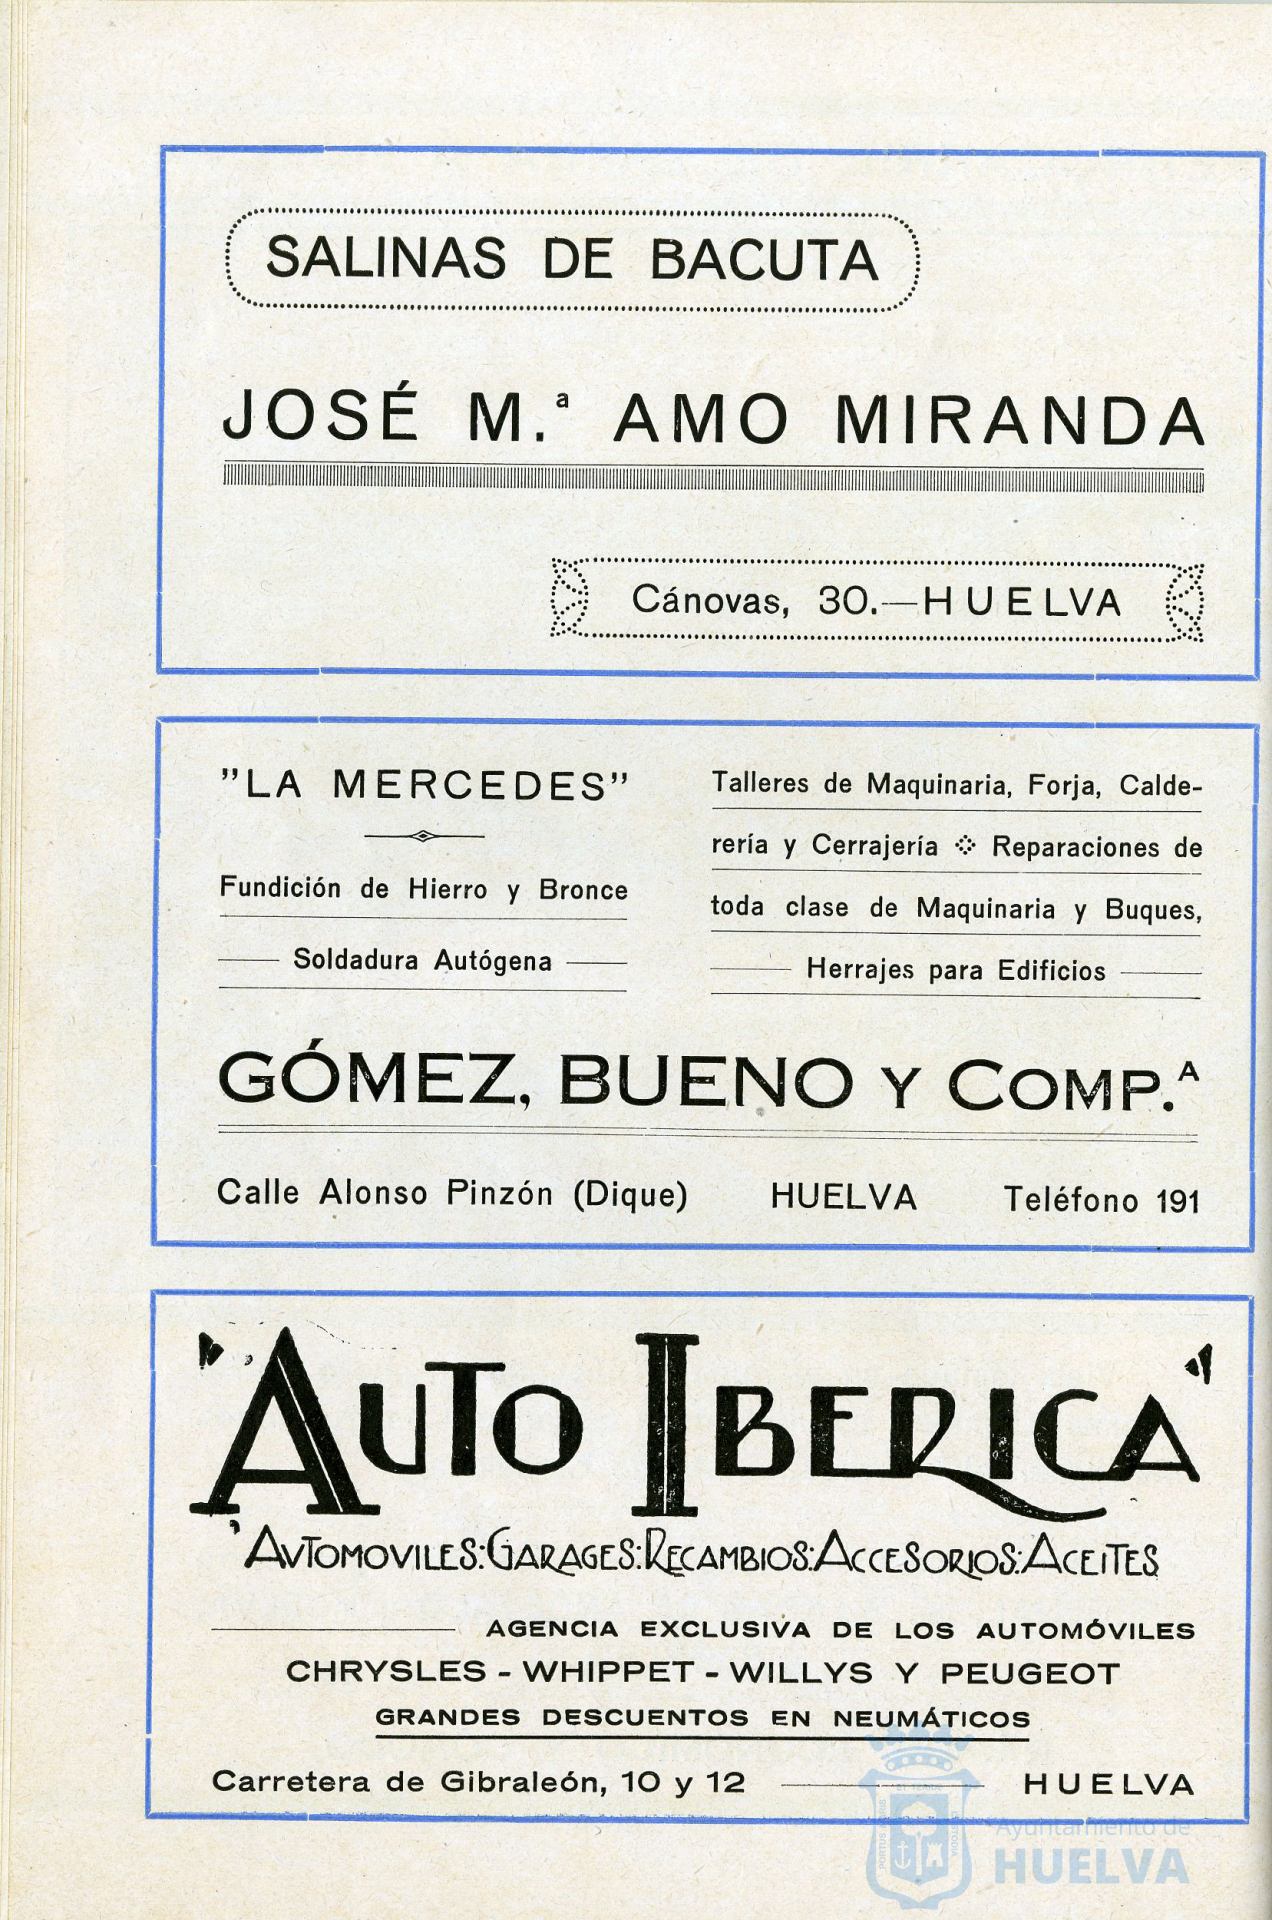 SALINAS DE BACUTA
JOSÉ M.ª AMO MIRANDA
Cánovas, 30.—HUELVA
"LA MERCEDES"
Fundición de Hierro y Bronce
Soldadura Autógena
Talleres de Maquinaria, Forja, Calde-
rería y Cerrajería ❖ Reparaciones de
toda clase de Maquinaria y Buques,
Herrajes para Edificios
GÓMEZ, BUENO Y COMP.ᴬ
Calle Alonso Pinzón (Dique) HUELVA Teléfono 191
"AUTO IBERICA"
AVTOMOVILES:GARAGES:RECAMBIOS:ACCESORIOS:ACEITES
AGENCIA EXCLUSIVA DE LOS AUTOMÓVILES
CHRYSLES - WHIPPET - WILLYS Y PEUGEOT
GRANDES DESCUENTOS EN NEUMÁTICOS
Carretera de Gibraleón, 10 y 12 HUELVA
Ayuntamiento de
HUELVA